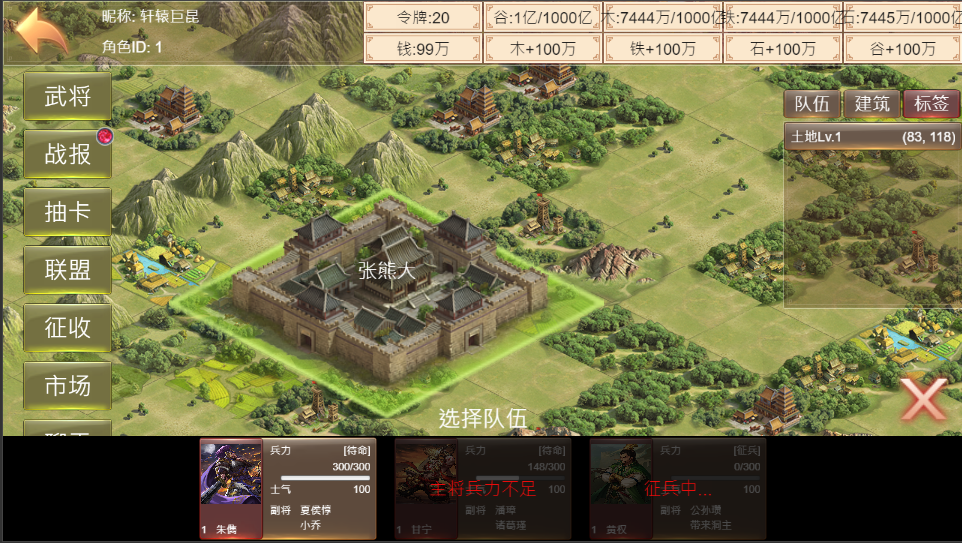 昵称: 轩辕巨昆
角色ID: 1
令牌:20
谷:1亿/1000亿
木:7444万/1000亿
铁:7444万/1000亿
石:7445万/1000亿
钱:99万
木+100万
铁+100万
石+100万
谷+100万
武将
战报
抽卡
联盟
征收
市场
队伍
建筑
标签
土地Lv.1
(83, 118)
张熊大
选择队伍
兵力
[待命]
300/300
士气
100
副将
夏侯惇
小乔
1 朱儁
兵力
[待命]
148/300
主将兵力不足
100
副将
潘璋
诸葛瑾
1 甘宁
兵力
[征兵]
0/300
征兵中...
100
副将
公孙瓒
带来洞主
1 黄权